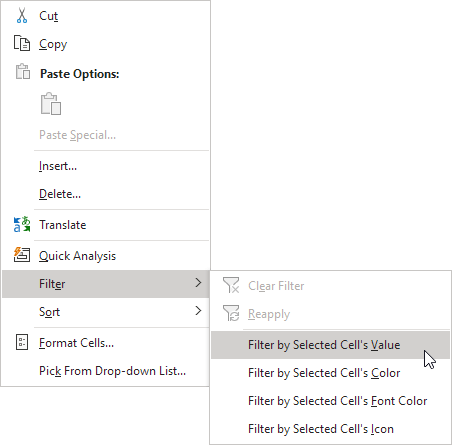 Cut
Copy
Paste Options:
Paste Special...
Insert...
Delete...
Translate
Quick Analysis
Filter
Sort
Format Cells...
Pick From Drop-down List...
Clear Filter
Reapply
Filter by Selected Cell's Value
Filter by Selected Cell's Color
Filter by Selected Cell's Font Color
Filter by Selected Cell's Icon